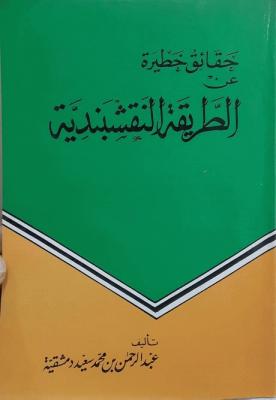 حقائق خطيرة
عن
الطريقة النقشبندية
تأليف
عبد الرحمن بن محمد سعيد دمشقية